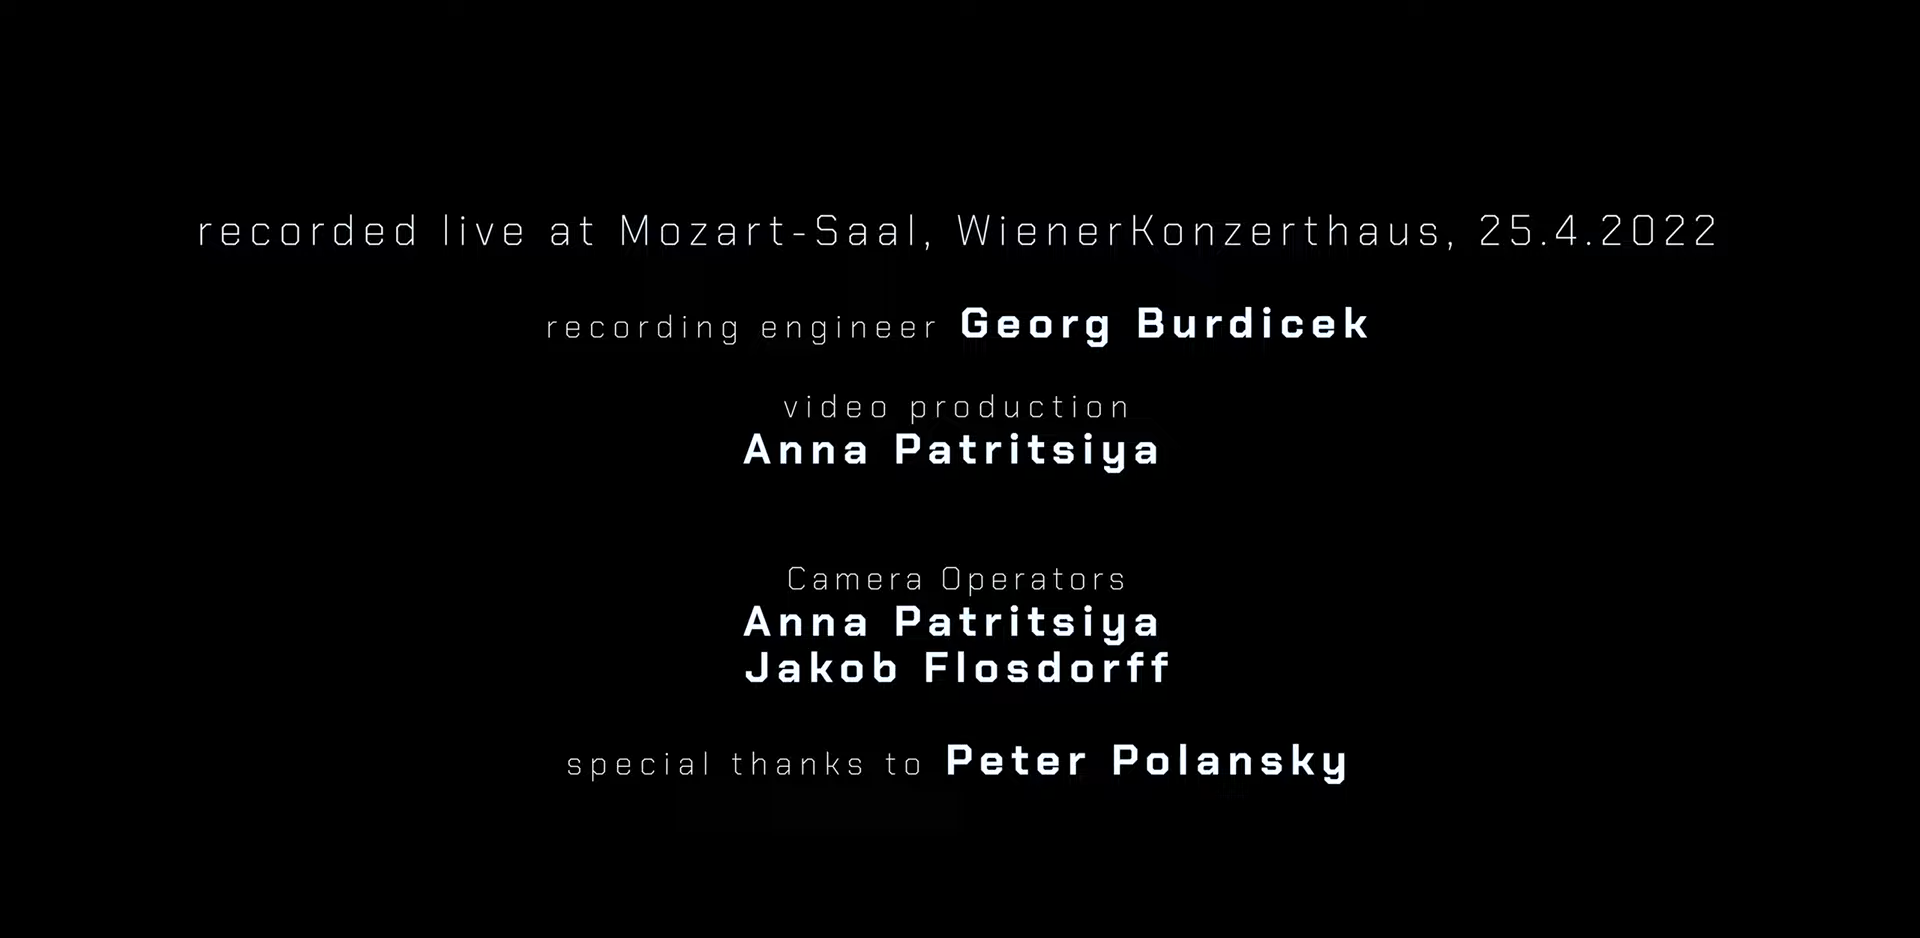 recorded live at Mozart-Saal, WienerKonzerthaus, 25.4.2022
recording engineer Georg Burdicek
video production
Anna Patritsiya
Camera Operators
Anna Patritsiya
Jakob Flosdorff
special thanks to Peter Polansky